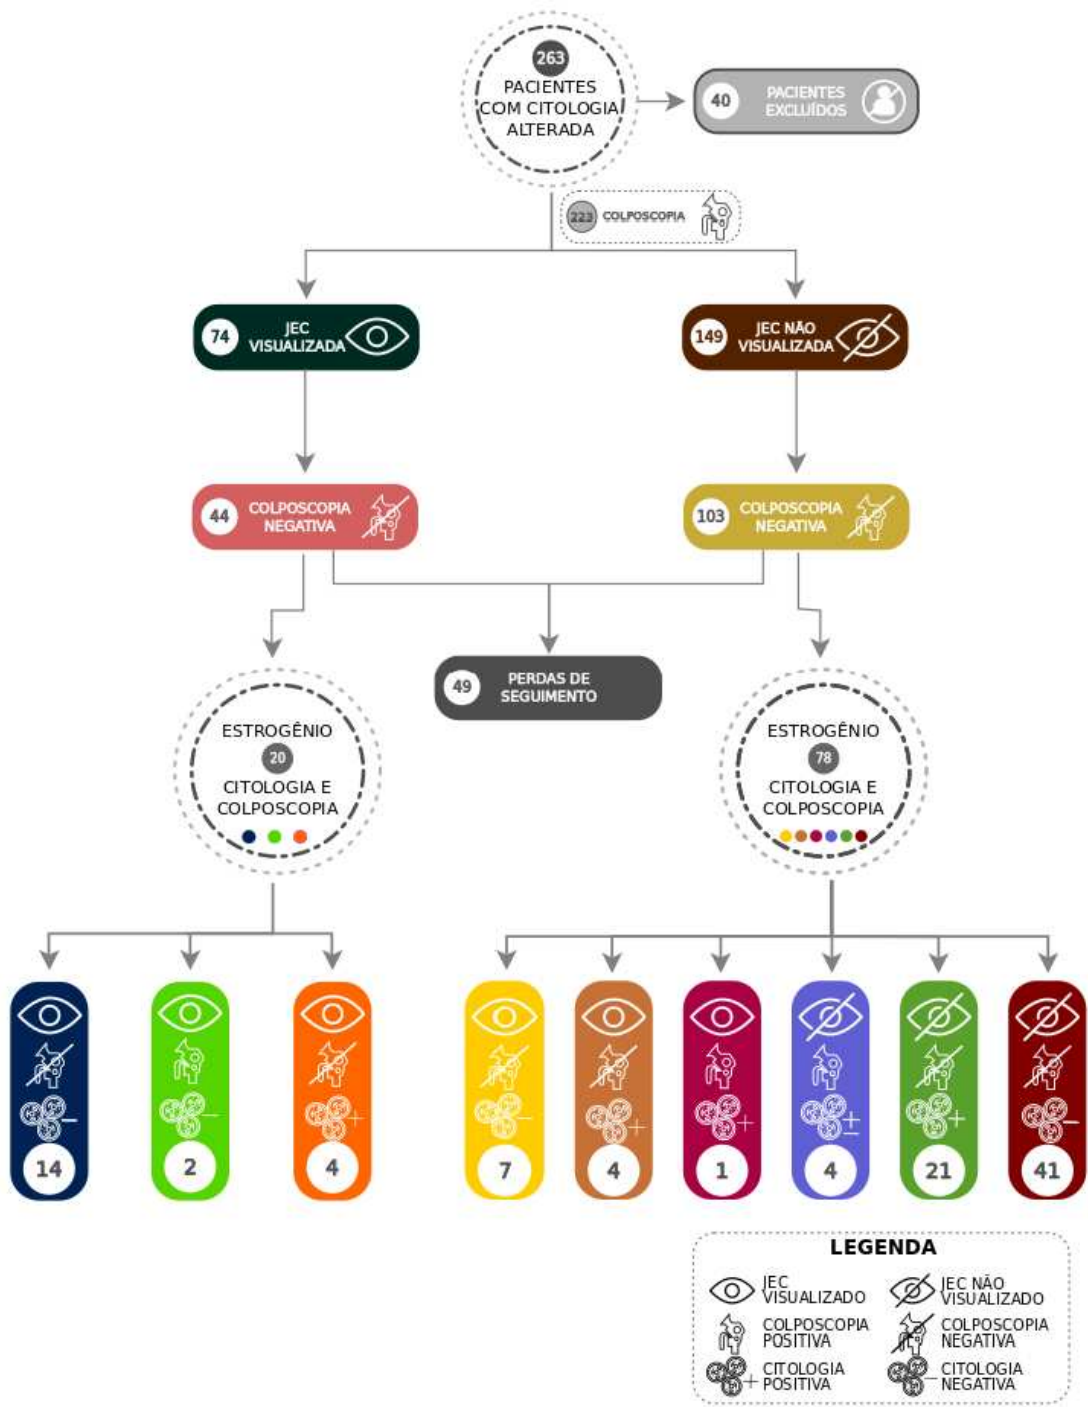 263
PACIENTES
COM CITOLOGIA
ALTERADA
40
PACIENTES
EXCLUÍDOS
223 COLPOSCOPIA
74
JEC
VISUALIZADA
149
JEC NÃO
VISUALIZADA
44
COLPOSCOPIA
NEGATIVA
103
COLPOSCOPIA
NEGATIVA
49
PERDAS DE
SEGUIMENTO
ESTROGÊNIO
20
CITOLOGIA E
COLPOSCOPIA
ESTROGÊNIO
78
CITOLOGIA E
COLPOSCOPIA
14
2
4
7
4
1
4
21
41
LEGENDA
JEC
VISUALIZADO
JEC NÃO
VISUALIZADO
COLPOSCOPIA
POSITIVA
COLPOSCOPIA
NEGATIVA
CITOLOGIA
POSITIVA
CITOLOGIA
NEGATIVA